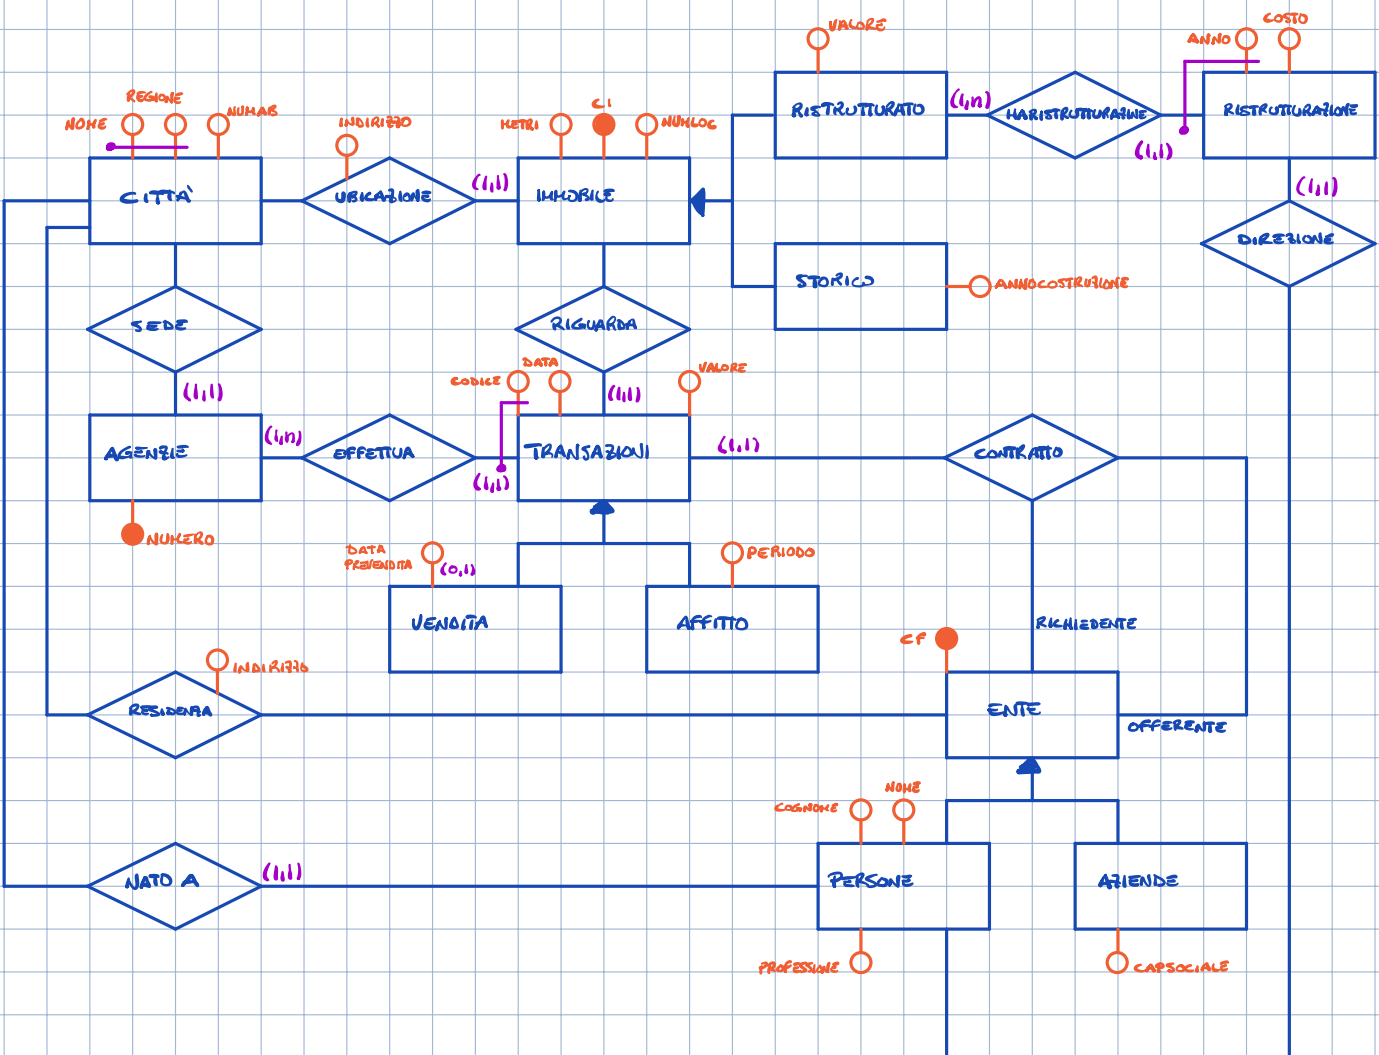 COSTO
VALORE
ANNO
REGIONE
NOME
NUMAB
INDIRIZZO
METRI
CI
NUMLOC
RISTRUTTURATO
(1,n)
HARISTRUTTURAZINE
(1,1)
RISTRUTTURAZIONE
CITTA'
UBICAZIONE
(1,1)
IMMOBILE
(1,1)
DIREZIONE
STORICO
ANNOCOSTRUZIONE
SEDE
RIGUARDA
(1,1)
CODICE
DATA
(1,1)
VALORE
AGENZIE
(1,n)
EFFETTUA
(1,1)
TRANSAZIONI
(1,1)
CONTRATTO
NUMERO
DATA
PREVENDITA
(0,1)
PERIODO
VENDITA
AFFITTO
RICHIEDENTE
CF
INDIRIZZO
RESIDENZA
ENTE
OFFERENTE
COGNOME
NOME
NATO A
(1,1)
PERSONE
AZIENDE
PROFESSIONE
CAPSOCIALE